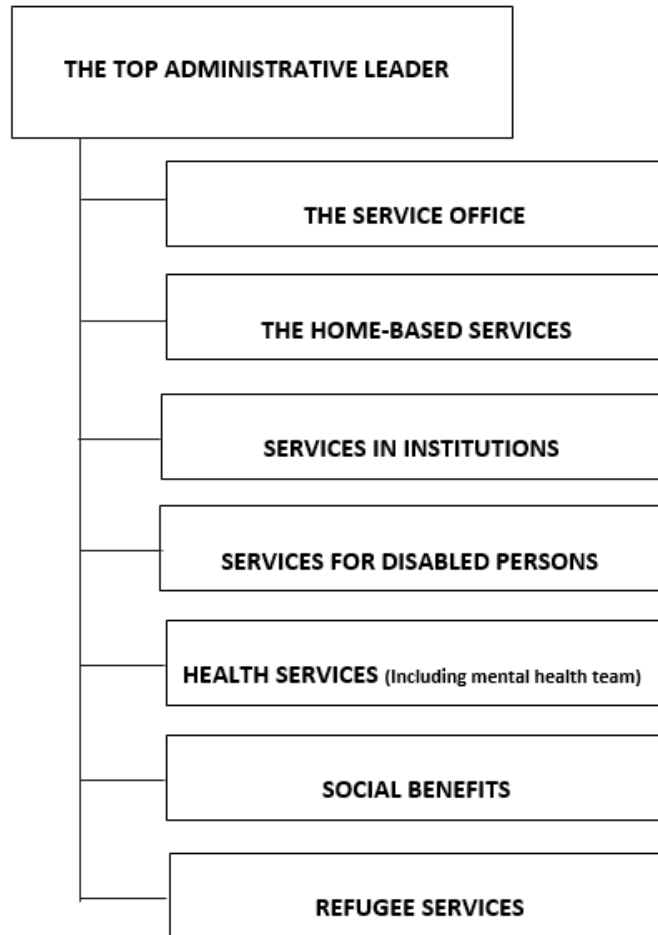 THE TOP ADMINISTRATIVE LEADER
THE SERVICE OFFICE
THE HOME-BASED SERVICES
SERVICES IN INSTITUTIONS
SERVICES FOR DISABLED PERSONS
HEALTH SERVICES (Including mental health team)
SOCIAL BENEFITS
REFUGEE SERVICES